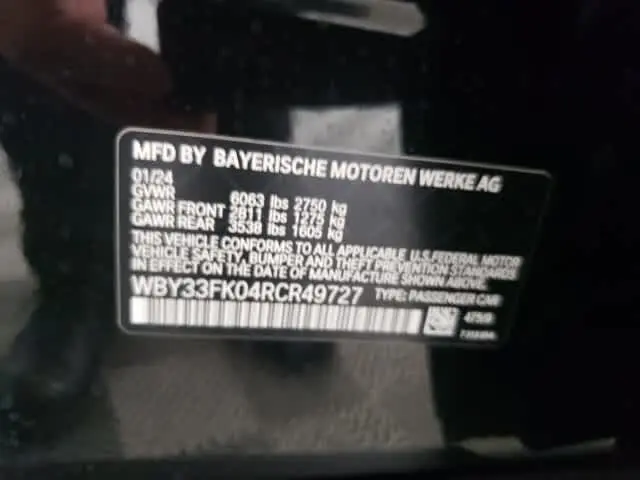 MFD BY BAYERISCHE MOTOREN WERKE AG
01/24
GVWR 6063 lbs 2750 kg
GAWR FRONT 2811 lbs 1275 kg
GAWR REAR 3538 lbs 1605 kg
THIS VEHICLE CONFORMS TO ALL APPLICABLE U.S. FEDERAL MOTOR
VEHICLE SAFETY, BUMPER AND THEFT PREVENTION STANDARDS
IN EFFECT ON THE DATE OF MANUFACTURE SHOWN ABOVE.
WBY33FK04RCR49727 TYPE: PASSENGER CAR
475/9